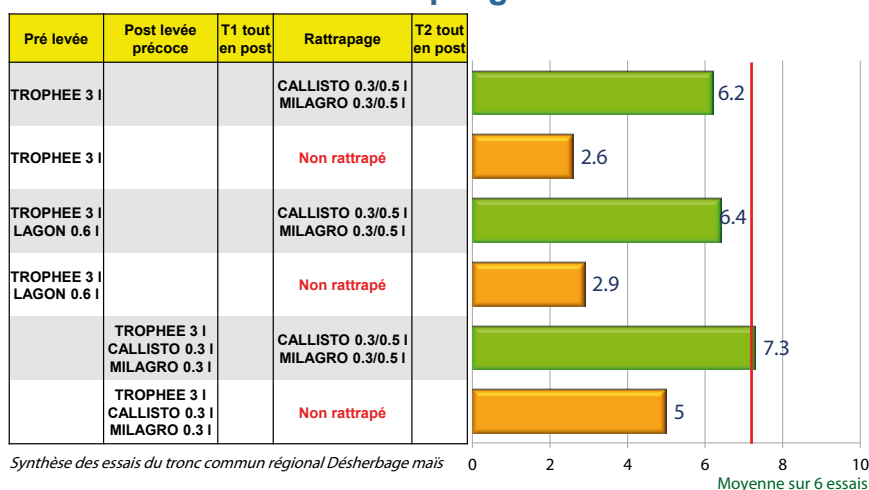 Pré levée
Post levée
précoce
T1 tout
en post
Rattrapage
T2 tout
en post
TROPHEE 3 l
CALLISTO 0.3/0.5 l
MILAGRO 0.3/0.5 l
6.2
TROPHEE 3 l
Non rattrapé
2.6
TROPHEE 3 l
LAGON 0.6 l
CALLISTO 0.3/0.5 l
MILAGRO 0.3/0.5 l
6.4
TROPHEE 3 l
LAGON 0.6 l
Non rattrapé
2.9
TROPHEE 3 l
CALLISTO 0.3 l
MILAGRO 0.3 l
CALLISTO 0.3/0.5 l
MILAGRO 0.3/0.5 l
7.3
TROPHEE 3 l
CALLISTO 0.3 l
MILAGRO 0.3 l
Non rattrapé
5
Synthèse des essais du tronc commun régional Désherbage maïs
0 2 4 6 8 10
Moyenne sur 6 essais